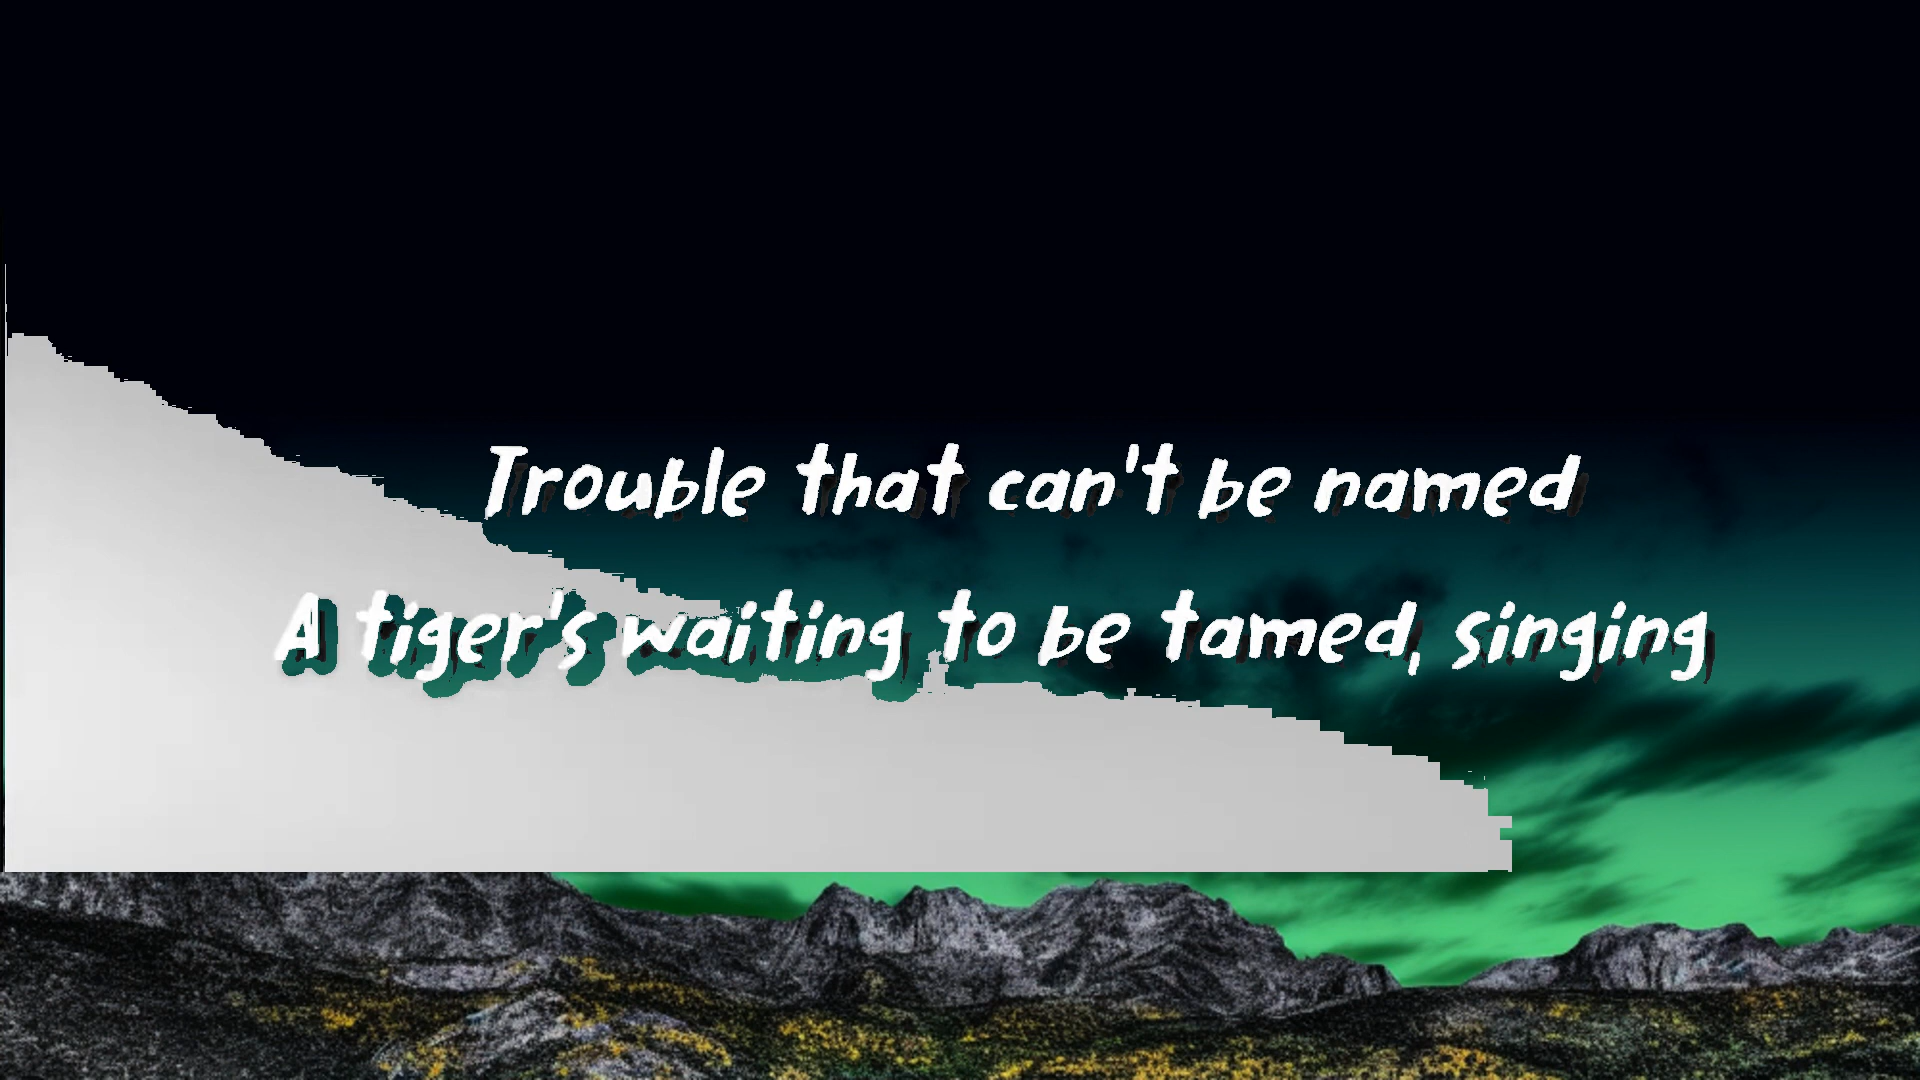 Trouble that can't be named
A tiger's waiting to be tamed, singing